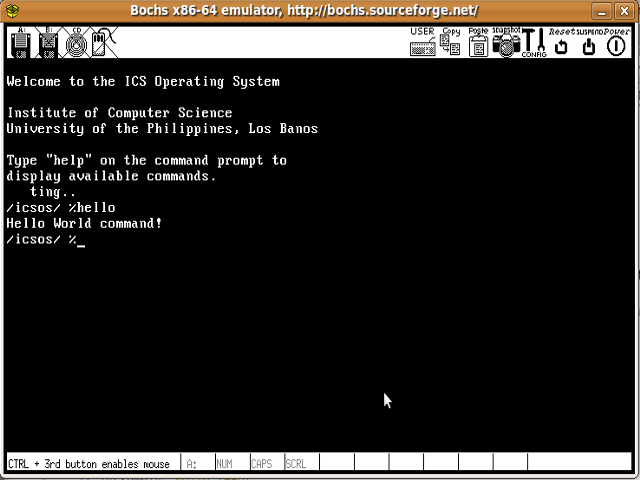 Bochs x86-64 emulator, http://bochs.sourceforge.net/
A: B: CD USER Copy Paste snapshot CONFIG Reset SUSPEND Power
Welcome to the ICS Operating System
Institute of Computer Science
University of the Philippines, Los Banos
Type "help" on the command prompt to
display available commands.
ting..
/icsos/ %hello
Hello World command!
/icsos/ %_
CTRL + 3rd button enables mouse A: NUM CAPS SCRL